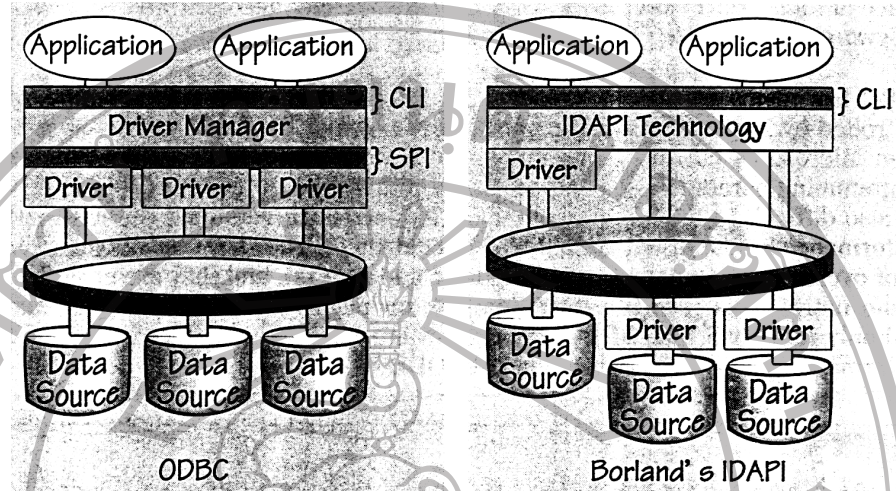 Application
Application
CLI
Driver Manager
SPI
Driver
Driver
Driver
Data
Source
Data
Source
Data
Source
ODBC
Application
Application
CLI
IDAPI Technology
Driver
Driver
Driver
Data
Source
Data
Source
Data
Source
Borland' s IDAPI